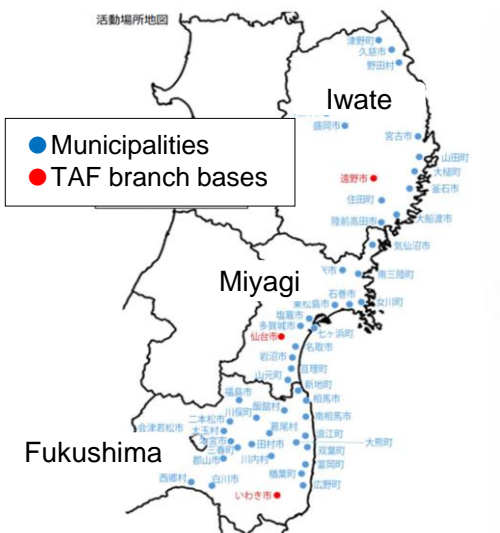 活動場所地図
津野町
久慈市
野田村
Iwate
盛岡市
宮古市
Municipalities
TAF branch bases
山田町
大槌町
遠野市
釜石市
住田町
陸前高田市
大船渡市
気仙沼市
Miyagi
南三陸町
石巻市
東松島市
女川町
塩竈市
多賀城市
七ヶ浜町
仙台市
名取市
岩沼市
亘理町
山元町
新地町
福島市
飯館村
相馬市
川俣町
二本松市
南相馬市
会津若松市
大玉村
葛尾村
浪江町
本宮市
大熊町
Fukushima
三春町
田村市
双葉町
郡山市
川内村
富岡町
西郷村
白川市
楢葉町
広野町
いわき市